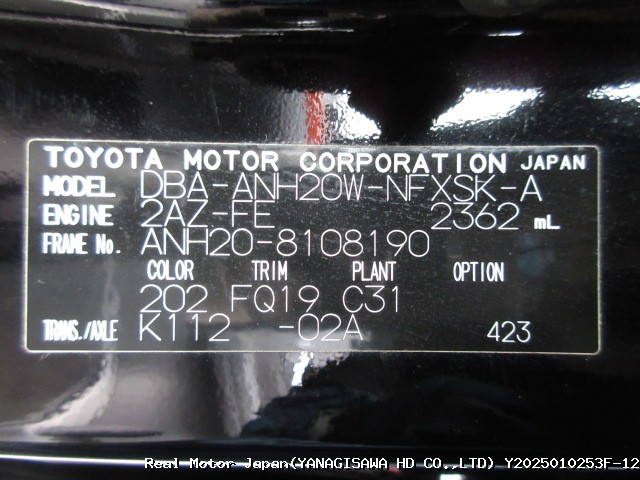 TOYOTA MOTOR CORPORATION JAPAN
MODEL DBA-ANH20W-NFXSK-A
ENGINE 2AZ-FE 2362 mL
FRAME No. ANH20-8108190
COLOR TRIM PLANT OPTION
202 FQ19 C31
TRANS./AXLE K112 -02A 423
Real Motor Japan(YANAGISAWA HD CO.,LTD) Y2025010253F-12